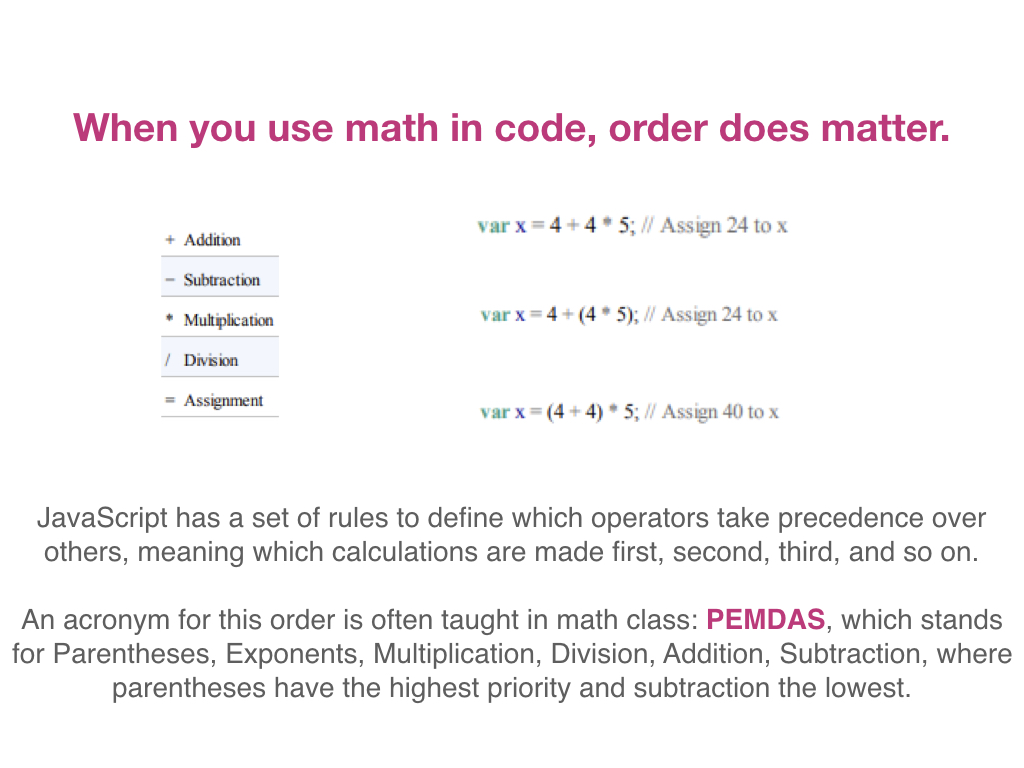 When you use math in code, order does matter.
+ Addition
− Subtraction
* Multiplication
/ Division
= Assignment
var x = 4 + 4 * 5; // Assign 24 to x
var x = 4 + (4 * 5); // Assign 24 to x
var x = (4 + 4) * 5; // Assign 40 to x
JavaScript has a set of rules to define which operators take precedence over
others, meaning which calculations are made first, second, third, and so on.
An acronym for this order is often taught in math class: PEMDAS, which stands
for Parentheses, Exponents, Multiplication, Division, Addition, Subtraction, where
parentheses have the highest priority and subtraction the lowest.